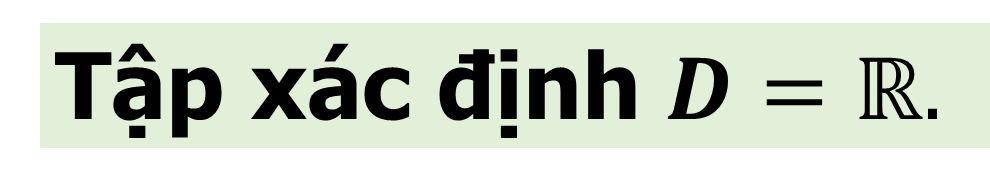 Tập xác định D = ℝ.